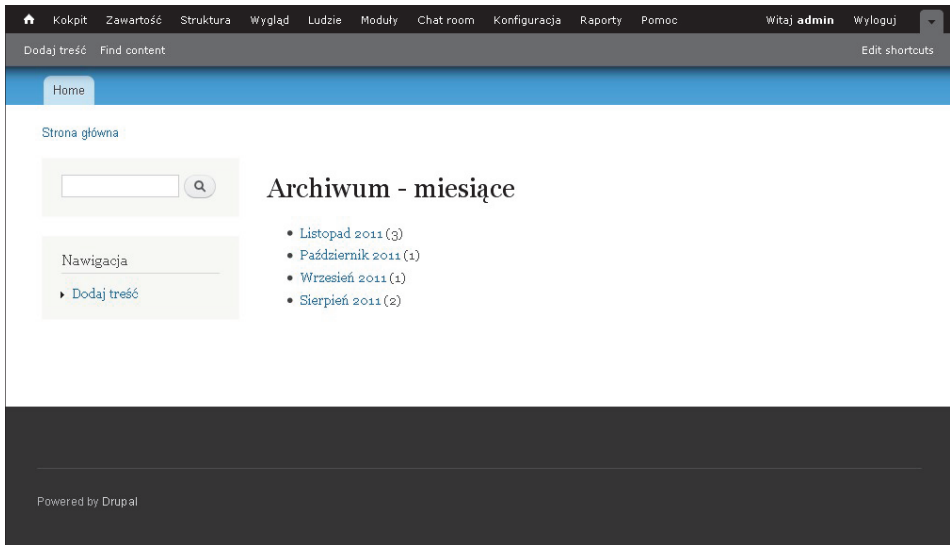 Kokpit Zawartość Struktura Wygląd Ludzie Moduły Chat room Konfiguracja Raporty Pomoc Witaj admin Wyloguj
Dodaj treść Find content Edit shortcuts
Home
Strona główna
Archiwum - miesiące
Listopad 2011 (3)
Październik 2011 (1)
Wrzesień 2011 (1)
Sierpień 2011 (2)
Nawigacja
Dodaj treść
Powered by Drupal